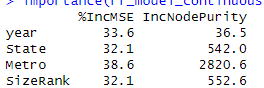 > importance(rf_model_continuous
%IncMSE IncNodePurity
year 33.6 36.5
State 32.1 542.0
Metro 38.6 2820.6
SizeRank 32.1 552.6